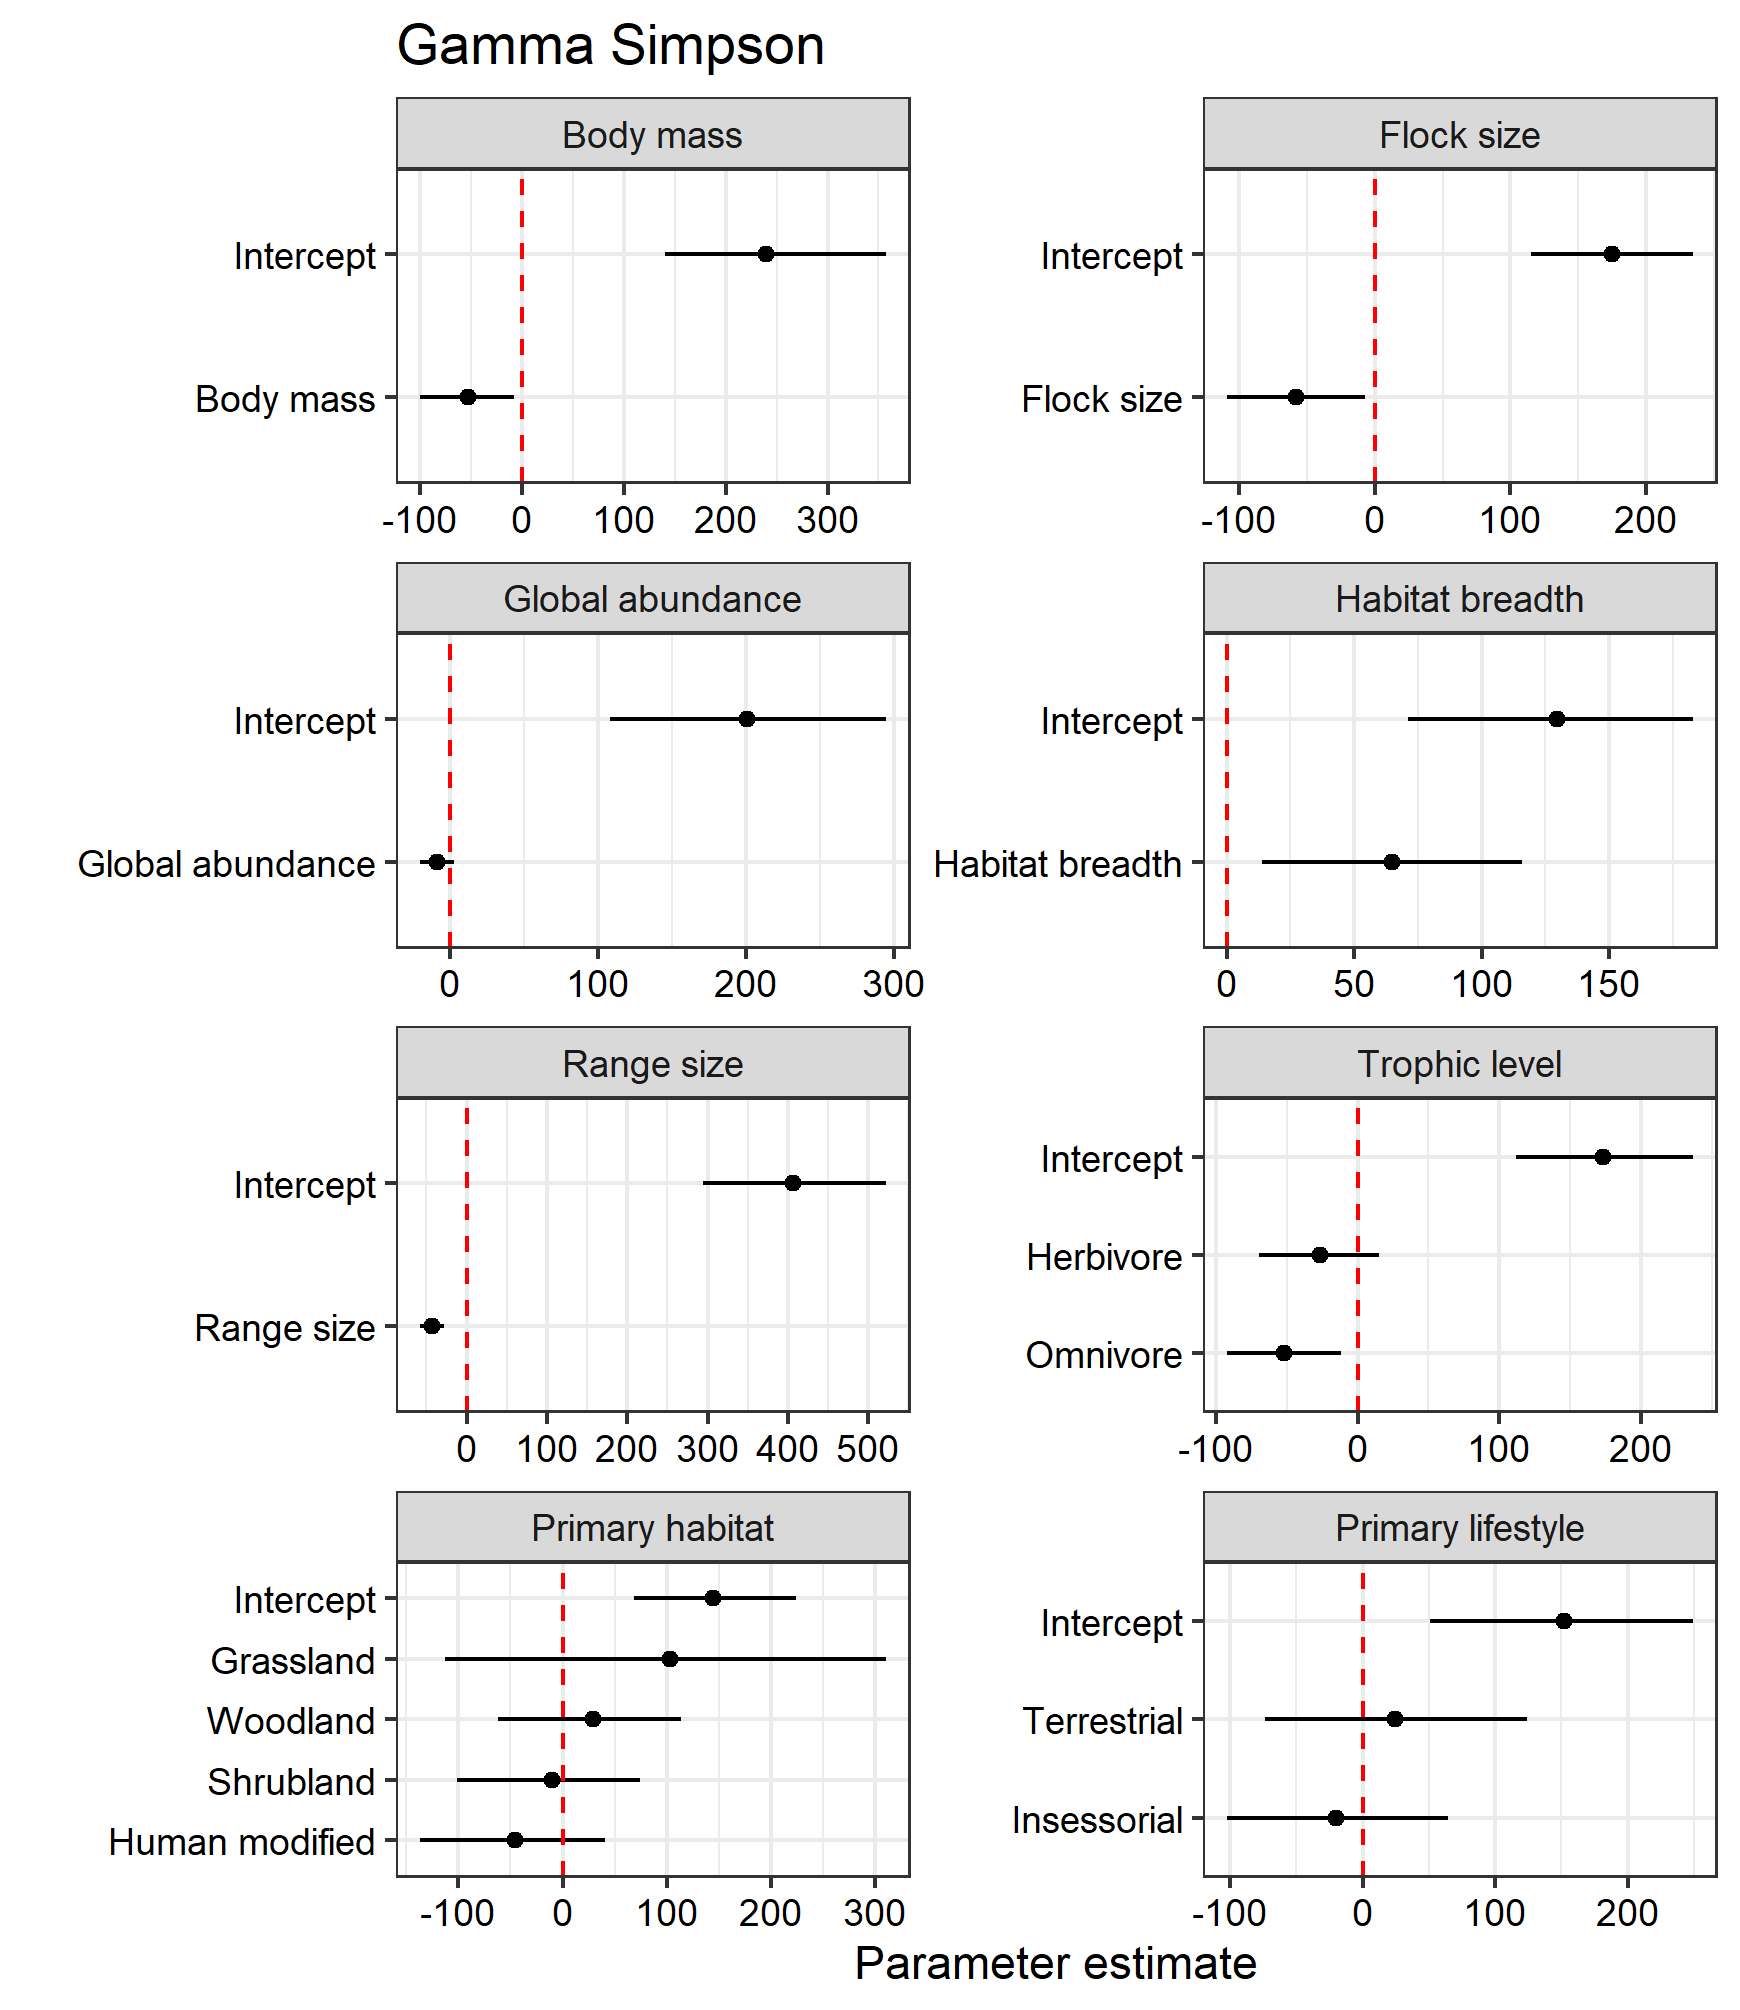 Gamma Simpson
Body mass
Intercept
Body mass
-100 0 100 200 300
Flock size
Intercept
Flock size
-100 0 100 200
Global abundance
Intercept
Global abundance
0 100 200 300
Habitat breadth
Intercept
Habitat breadth
0 50 100 150
Range size
Intercept
Range size
0 100 200 300 400 500
Trophic level
Intercept
Herbivore
Omnivore
-100 0 100 200
Primary habitat
Intercept
Grassland
Woodland
Shrubland
Human modified
-100 0 100 200 300
Primary lifestyle
Intercept
Terrestrial
Insessorial
-100 0 100 200
Parameter estimate